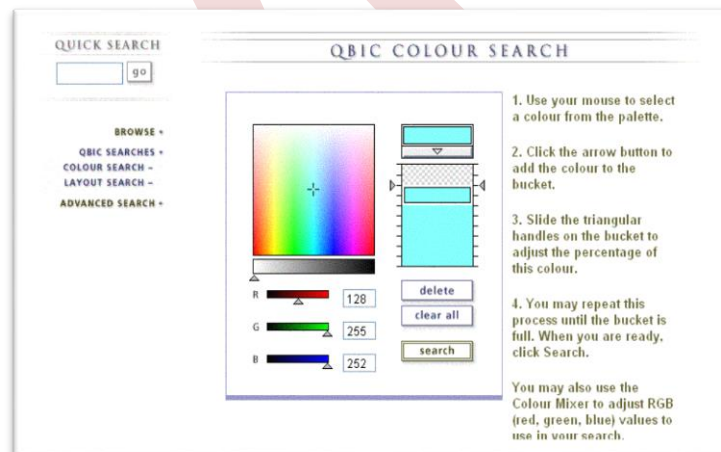 QUICK SEARCH
go
QBIC COLOUR SEARCH
BROWSE +
QBIC SEARCHES +
COLOUR SEARCH –
LAYOUT SEARCH –
ADVANCED SEARCH +
R 128
G 255
B 252
delete
clear all
search
1. Use your mouse to select
a colour from the palette.
2. Click the arrow button to
add the colour to the
bucket.
3. Slide the triangular
handles on the bucket to
adjust the percentage of
this colour.
4. You may repeat this
process until the bucket is
full. When you are ready,
click Search.
You may also use the
Colour Mixer to adjust RGB
(red, green, blue) values to
use in your search.